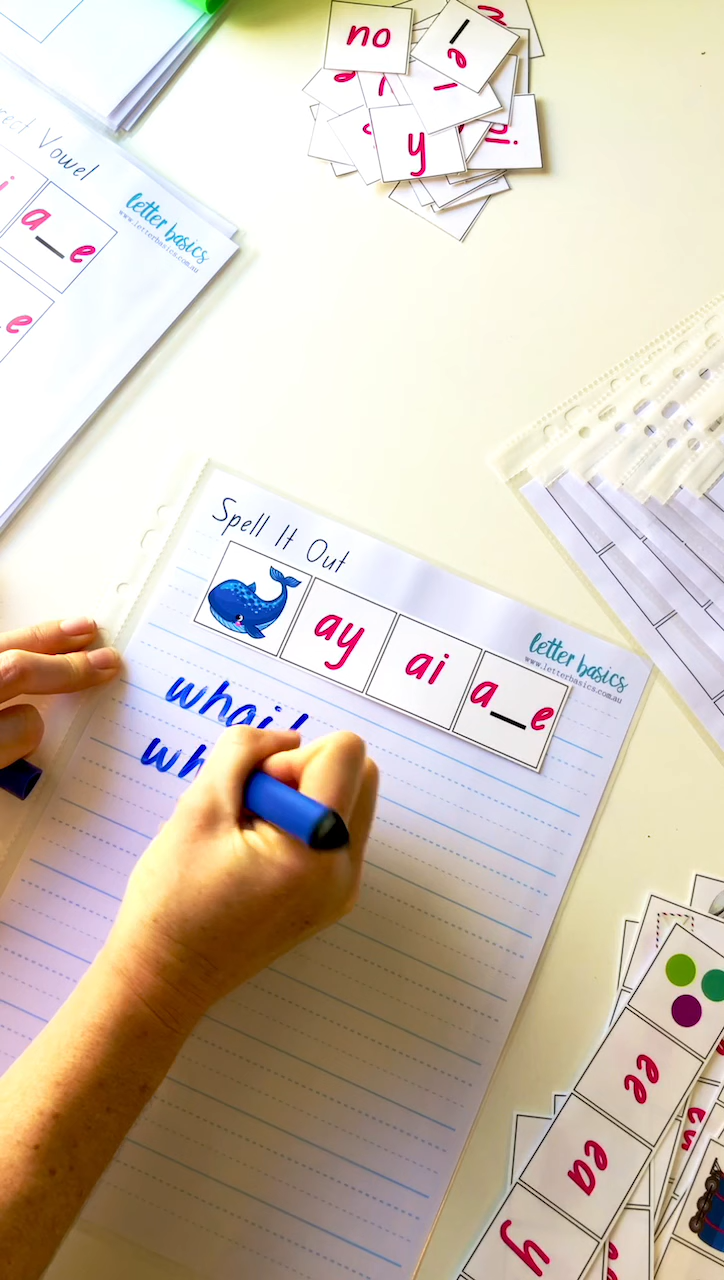 no
e
y
i
rect Vowel
a_e
e
letter basics
www.letterbasics.com.au
Spell It Out
ay ai a_e
letter basics
www.letterbasics.com.au
whail
wh
ee
ea
y